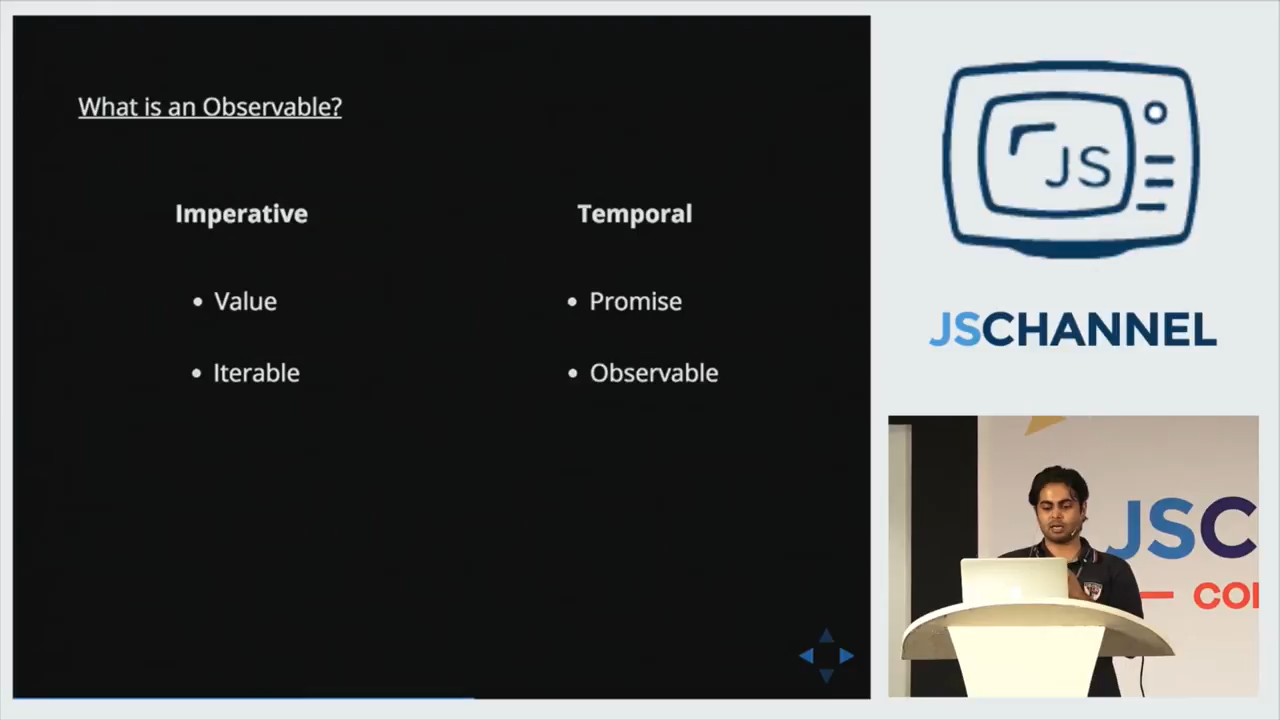 What is an Observable?
Imperative
Temporal
• Value
• Promise
• Iterable
• Observable
JS
JSCHANNEL
JSC
— CO